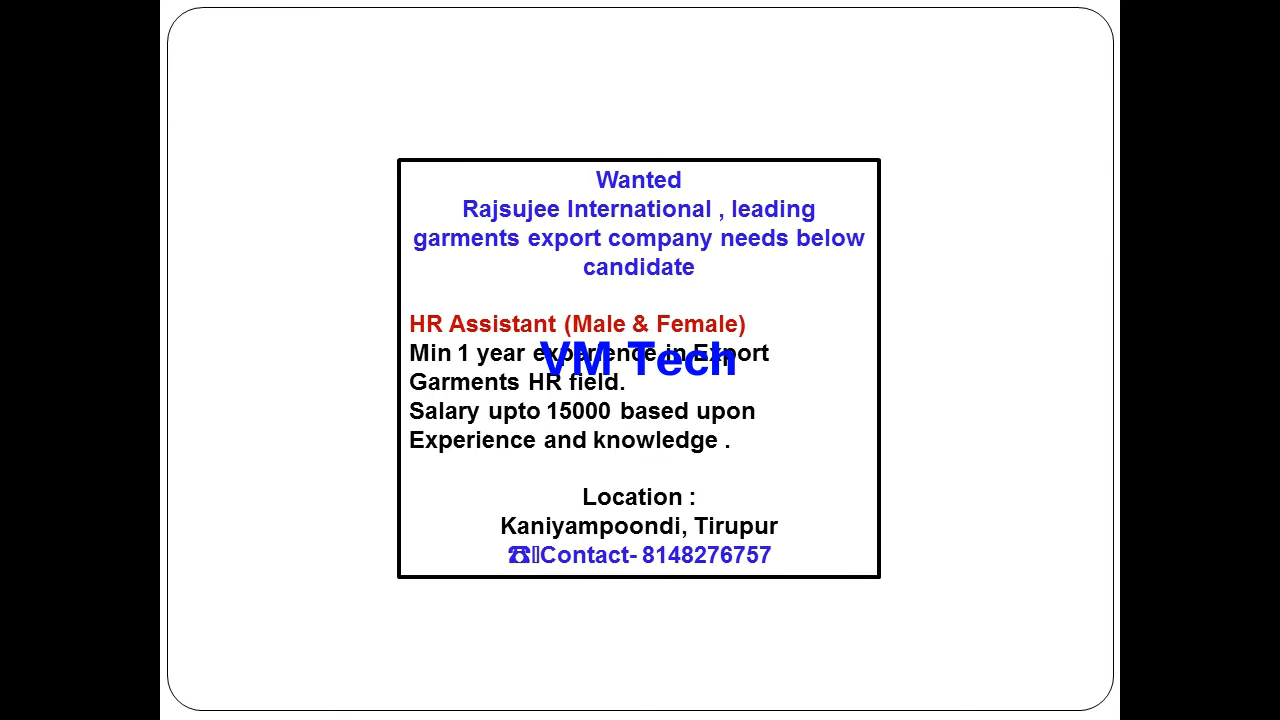 Wanted
Rajsujee International , leading
garments export company needs below
candidate
HR Assistant (Male & Female)
Min 1 year experience in Export
VM Tech
Garments HR field.
Salary upto 15000 based upon
Experience and knowledge .
Location :
Kaniyampoondi, Tirupur
Contact- 8148276757